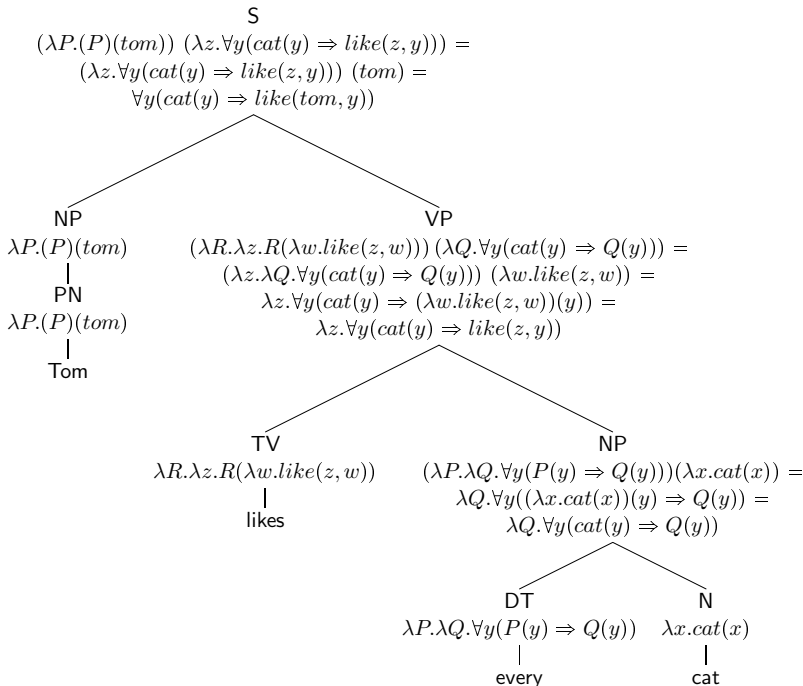 S
(λP.(P)(tom)) (λz.∀y(cat(y) ⇒ like(z, y))) =
(λz.∀y(cat(y) ⇒ like(z, y))) (tom) =
∀y(cat(y) ⇒ like(tom, y))
NP
λP.(P)(tom)
PN
λP.(P)(tom)
Tom
VP
(λR.λz.R(λw.like(z, w))) (λQ.∀y(cat(y) ⇒ Q(y))) =
(λz.λQ.∀y(cat(y) ⇒ Q(y))) (λw.like(z, w)) =
λz.∀y(cat(y) ⇒ (λw.like(z, w))(y)) =
λz.∀y(cat(y) ⇒ like(z, y))
TV
λR.λz.R(λw.like(z, w))
likes
NP
(λP.λQ.∀y(P(y) ⇒ Q(y)))(λx.cat(x)) =
λQ.∀y((λx.cat(x))(y) ⇒ Q(y)) =
λQ.∀y(cat(y) ⇒ Q(y))
DT
λP.λQ.∀y(P(y) ⇒ Q(y))
every
N
λx.cat(x)
cat